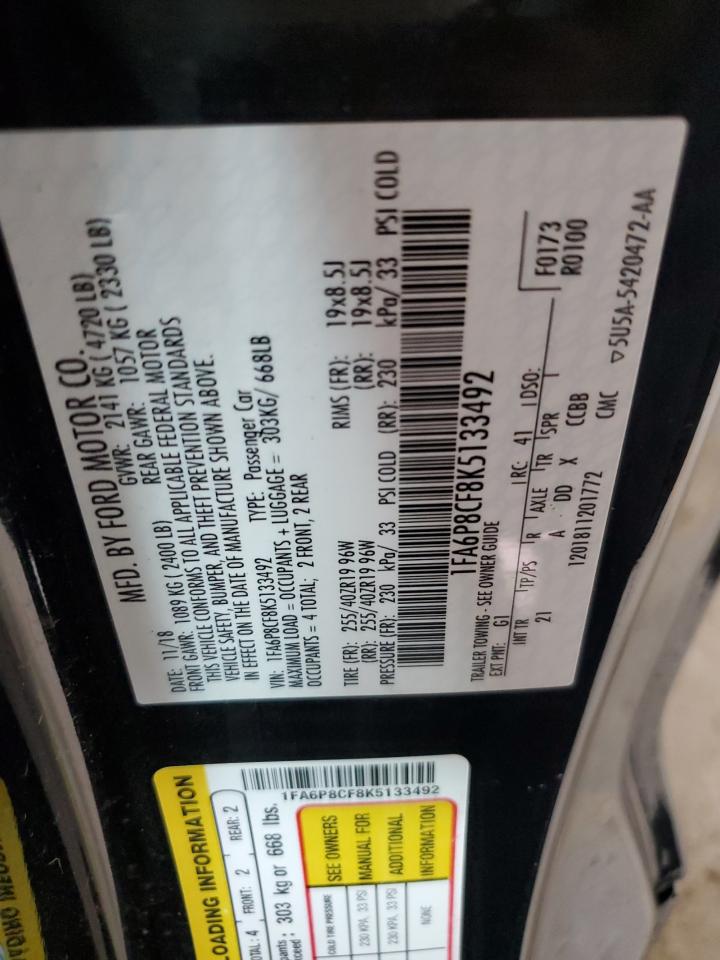 MFD. BY FORD MOTOR CO.
DATE: 11/18 GVWR: 2141 KG ( 4720 LB)
FRONT GAWR: 1089 KG ( 2400 LB) REAR GAWR: 1057 KG ( 2330 LB)
THIS VEHICLE CONFORMS TO ALL APPLICABLE FEDERAL MOTOR
VEHICLE SAFETY, BUMPER, AND THEFT PREVENTION STANDARDS
IN EFFECT ON THE DATE OF MANUFACTURE SHOWN ABOVE.
VIN: 1FA6P8CF8K5133492 TYPE: Passenger Car
MAXIMUM LOAD = OCCUPANTS + LUGGAGE = 303KG/ 668LB
OCCUPANTS = 4 TOTAL; 2 FRONT, 2 REAR
TIRE (FR): 255/40ZR19 96W RIMS (FR): 19x8.5J
(RR): 255/40ZR19 96W (RR): 19x8.5J
PRESSURE (FR): 230 kPa/ 33 PSI COLD (RR): 230 kPa/ 33 PSI COLD
1FA6P8CF8K5133492
TRAILER TOWING - SEE OWNER GUIDE
EXT PNT: G1 RC: 41 DSO: F0173
INT TR TP/PS R AXLE TR SPR R0100
21 A DD X CCBB
1201811201772 CMC ▽5U5A-5420472-AA
LOADING INFORMATION
TOTAL: 4 FRONT: 2 REAR: 2
303 kg or 668 lbs.
1FA6P8CF8K5133492
COLD TIRE PRESSURE SEE OWNERS
230 KPA, 33 PSI MANUAL FOR
230 KPA, 33 PSI ADDITIONAL
NONE INFORMATION